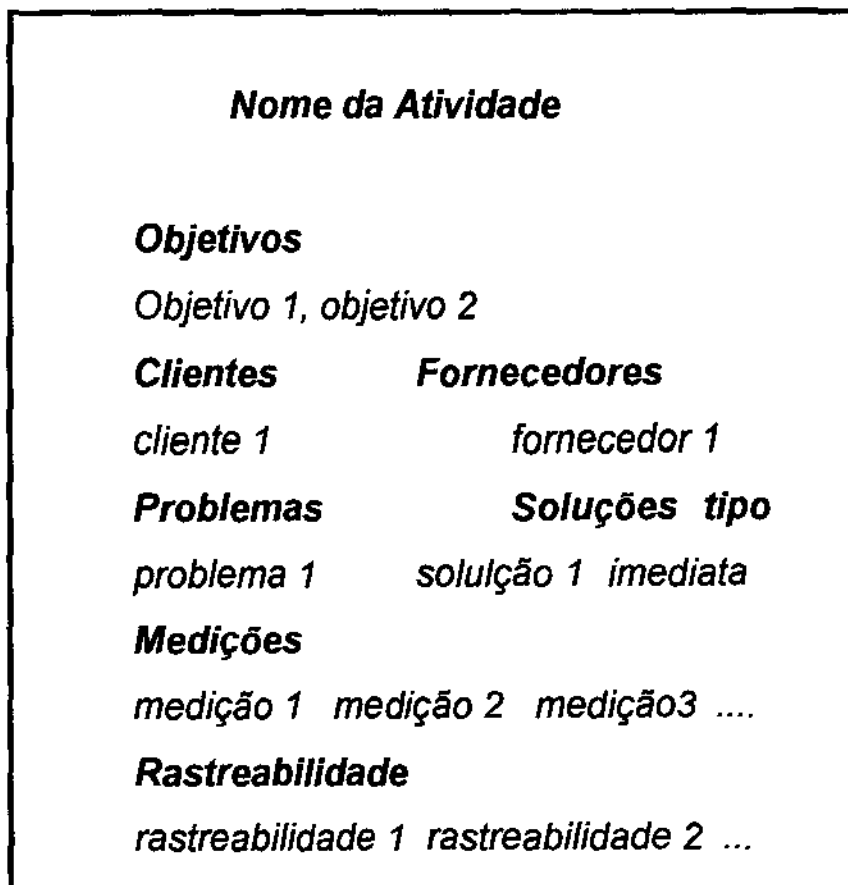 Nome da Atividade
Objetivos
Objetivo 1, objetivo 2
Clientes Fornecedores
cliente 1 fornecedor 1
Problemas Soluções tipo
problema 1 solulção 1 imediata
Medições
medição 1 medição 2 medição3 ....
Rastreabilidade
rastreabilidade 1 rastreabilidade 2 ...